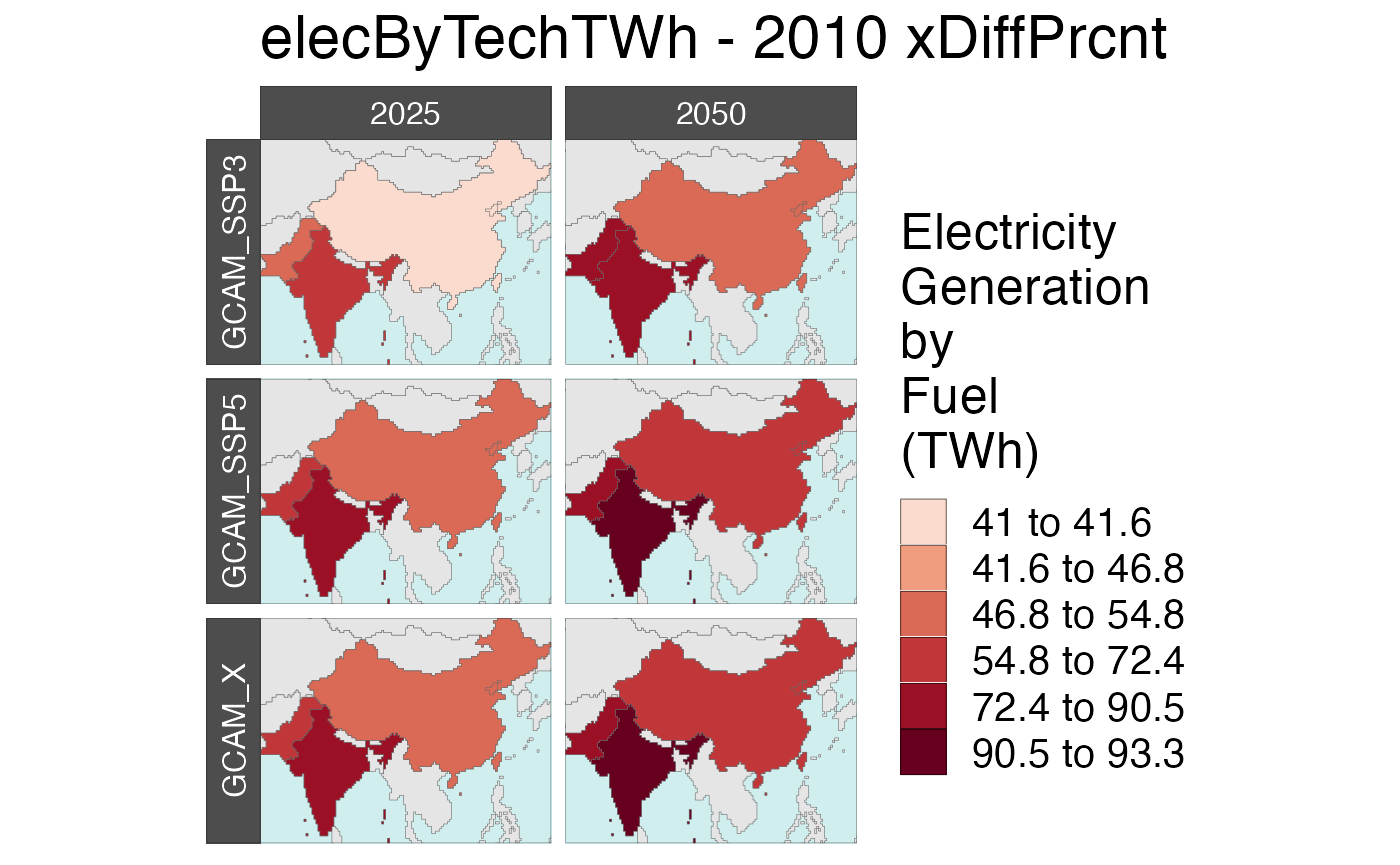 elecByTechTWh - 2010 xDiffPrcnt
2025
2050
GCAM_SSP3
GCAM_SSP5
GCAM_X
Electricity
Generation
by
Fuel
(TWh)
41 to 41.6
41.6 to 46.8
46.8 to 54.8
54.8 to 72.4
72.4 to 90.5
90.5 to 93.3